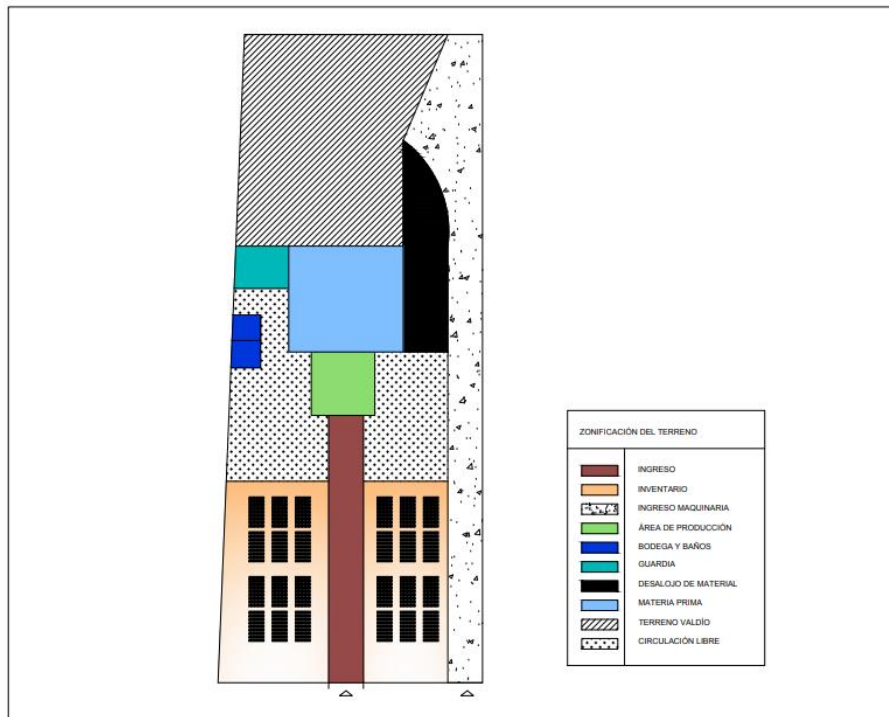 ZONIFICACIÓN DEL TERRENO
INGRESO
INVENTARIO
INGRESO MAQUINARIA
ÁREA DE PRODUCCIÓN
BODEGA Y BAÑOS
GUARDIA
DESALOJO DE MATERIAL
MATERIA PRIMA
TERRENO VALDÍO
CIRCULACIÓN LIBRE